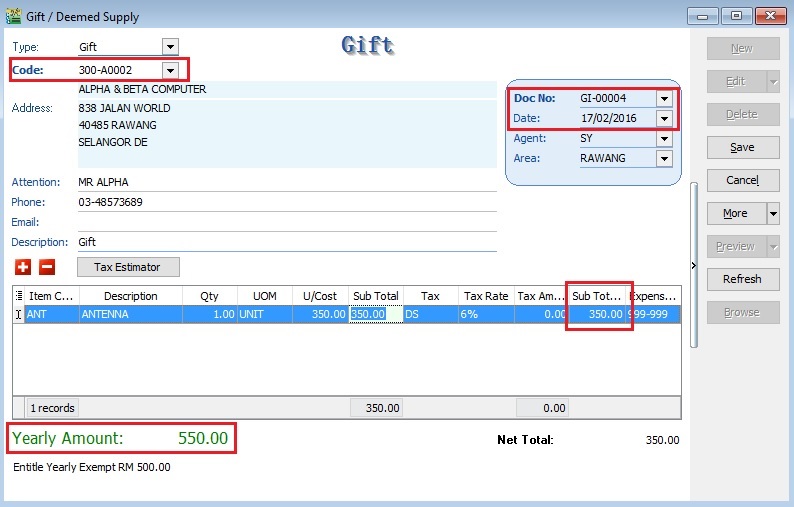 Gift / Deemed Supply
Type: Gift
Gift
Code: 300-A0002
ALPHA & BETA COMPUTER
Address: 838 JALAN WORLD
40485 RAWANG
SELANGOR DE
Doc No: GI-00004
Date: 17/02/2016
Agent: SY
Area: RAWANG
Attention: MR ALPHA
Phone: 03-48573689
Email:
Description: Gift
Tax Estimator
New
Edit
Delete
Save
Cancel
More
Preview
Refresh
Browse
Item C... Description Qty UOM U/Cost Sub Total Tax Tax Rate Tax Am... Sub Tot... Expens...
ANT ANTENNA 1.00 UNIT 350.00 350.00 DS 6% 0.00 350.00 999-999
1 records 350.00 0.00
Yearly Amount: 550.00
Net Total: 350.00
Entitle Yearly Exempt RM 500.00